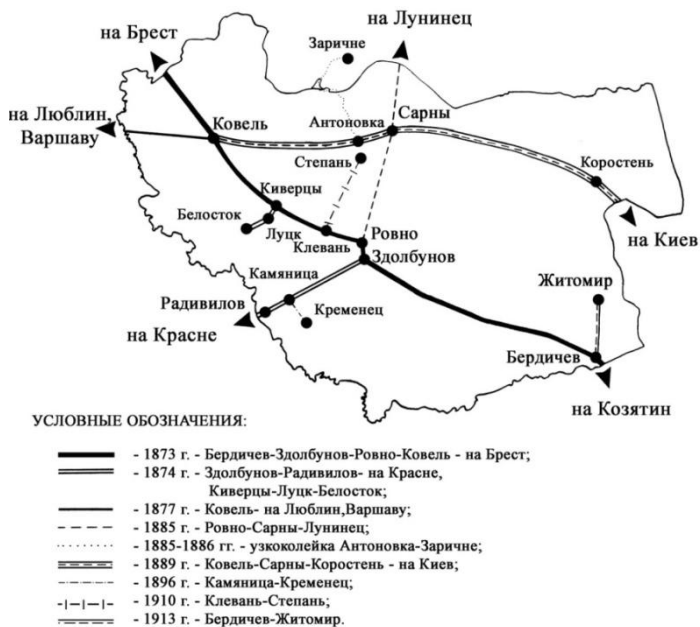 на Брест
Заричне
на Лунинец
на Люблин,
Варшаву
Ковель
Антоновка
Сарны
Степань
Коростень
Киверцы
Белосток
Луцк
Клевань
Ровно
на Киев
Здолбунов
Камяница
Житомир
Радивилов
Кременец
на Красне
Бердичев
на Козятин
УСЛОВНЫЕ ОБОЗНАЧЕНИЯ:
- 1873 г. - Бердичев-Здолбунов-Ровно-Ковель - на Брест;
- 1874 г. - Здолбунов-Радивилов- на Красне,
Киверцы-Луцк-Белосток;
- 1877 г. - Ковель- на Люблин,Варшаву;
- 1885 г. - Ровно-Сарны-Лунинец;
- 1885-1886 гг. - узкоколейка Антоновка-Заричне;
- 1889 г. - Ковель-Сарны-Коростень - на Киев;
- 1896 г. - Камяница-Кременец;
- 1910 г. - Клевань-Степань;
- 1913 г. - Бердичев-Житомир.